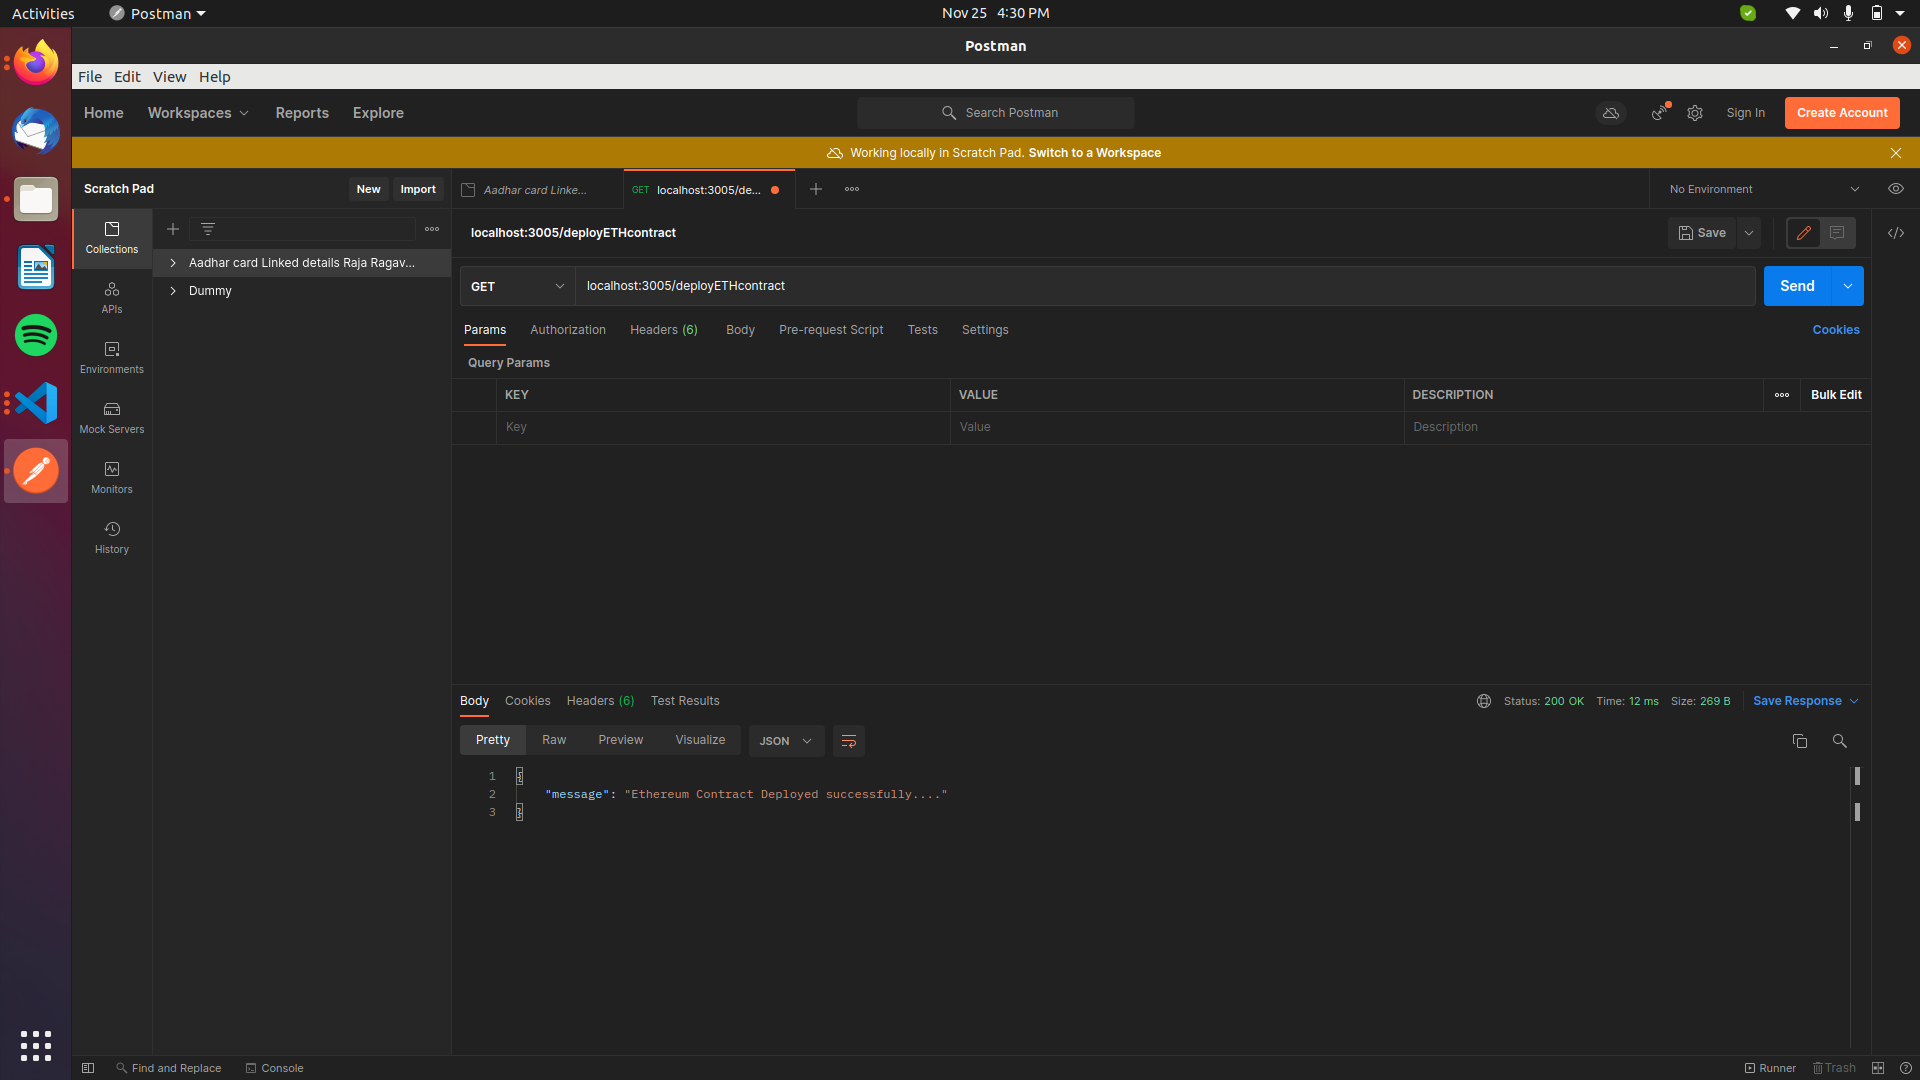 Activities Postman Nov 25 4:30 PM
Postman
File Edit View Help
Home Workspaces Reports Explore Search Postman Sign In Create Account
Working locally in Scratch Pad. Switch to a Workspace
Scratch Pad New Import Aadhar card Linke... GET localhost:3005/de... No Environment
Collections
localhost:3005/deployETHcontract Save
Aadhar card Linked details Raja Ragav...
Dummy
GET localhost:3005/deployETHcontract Send
APIs
Params Authorization Headers (6) Body Pre-request Script Tests Settings Cookies
Query Params
Environments
KEY VALUE DESCRIPTION Bulk Edit
Key Value Description
Mock Servers
Monitors
History
Body Cookies Headers (6) Test Results Status: 200 OK Time: 12 ms Size: 269 B Save Response
Pretty Raw Preview Visualize JSON
1 {
2 "message": "Ethereum Contract Deployed successfully...."
3 }
Find and Replace Console Runner Trash